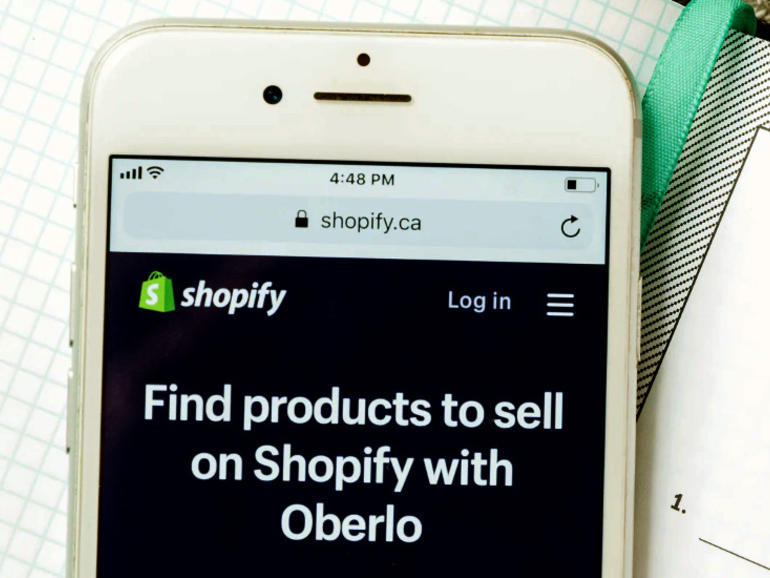 4:48 PM
shopify.ca
shopify
Log in
Find products to sell
on Shopify with
Oberlo
1.